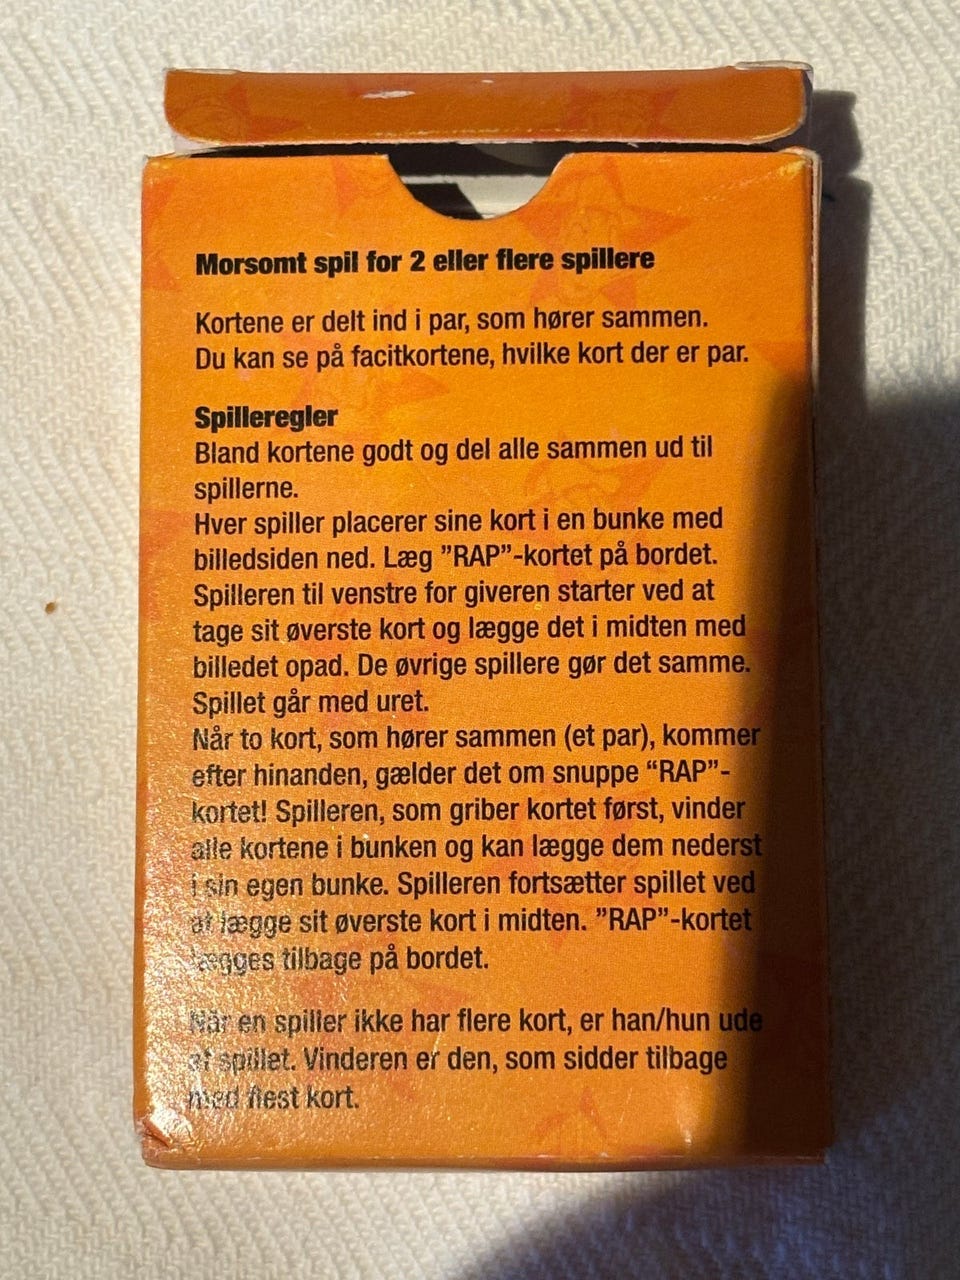 Morsomt spil for 2 eller flere spillere
Kortene er delt ind i par, som hører sammen.
Du kan se på facitkortene, hvilke kort der er par.
Spilleregler
Bland kortene godt og del alle sammen ud til
spillerne.
Hver spiller placerer sine kort i en bunke med
billedsiden ned. Læg ”RAP”-kortet på bordet.
Spilleren til venstre for giveren starter ved at
tage sit øverste kort og lægge det i midten med
billedet opad. De øvrige spillere gør det samme.
Spillet går med uret.
Når to kort, som hører sammen (et par), kommer
efter hinanden, gælder det om snuppe “RAP”-
kortet! Spilleren, som griber kortet først, vinder
alle kortene i bunken og kan lægge dem nederst
i sin egen bunke. Spilleren fortsætter spillet ved
at lægge sit øverste kort i midten. ”RAP”-kortet
lægges tilbage på bordet.
Når en spiller ikke har flere kort, er han/hun ude
af spillet. Vinderen er den, som sidder tilbage
med flest kort.